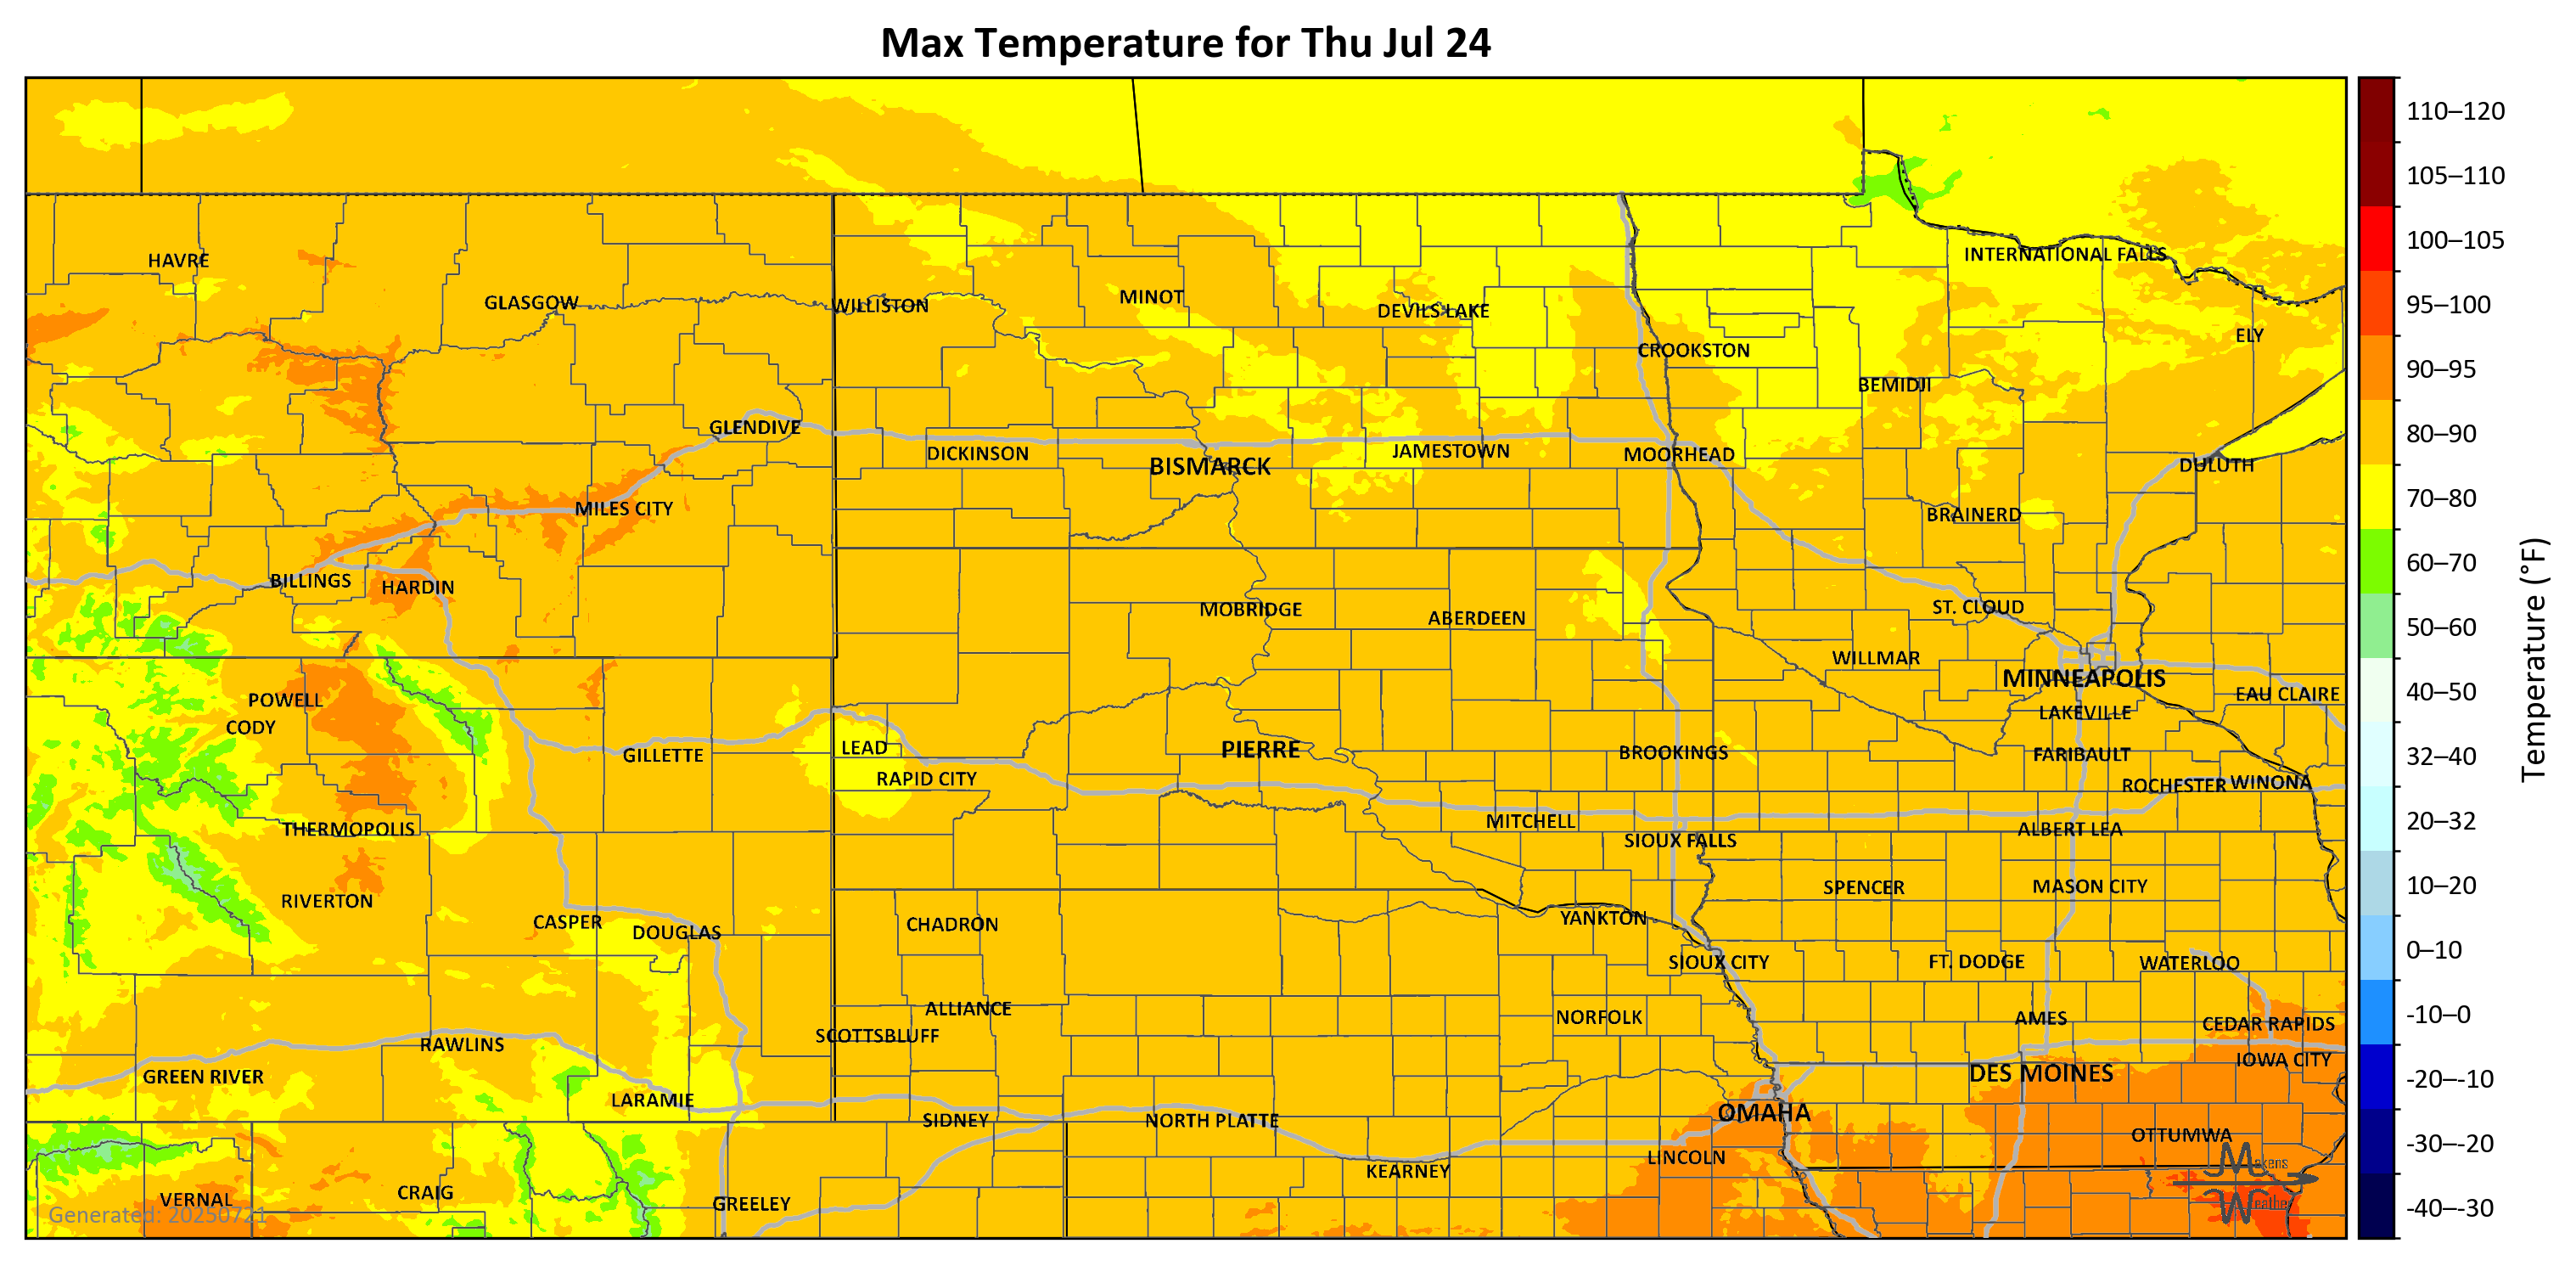 Max Temperature for Thu Jul 24
110–120
105–110
100–105
95–100
90–95
80–90
70–80
60–70
50–60
40–50
32–40
20–32
10–20
0–10
-10–0
-20–-10
-30–-20
-40–-30
Temperature (°F)
HAVRE
GLASGOW
WILLISTON
MINOT
DEVILS LAKE
INTERNATIONAL FALLS
ELY
CROOKSTON
BEMIDJI
GLENDIVE
DICKINSON
BISMARCK
JAMESTOWN
MOORHEAD
DULUTH
MILES CITY
BRAINERD
BILLINGS
HARDIN
MOBRIDGE
ABERDEEN
ST. CLOUD
WILLMAR
MINNEAPOLIS
EAU CLAIRE
POWELL
CODY
LAKEVILLE
GILLETTE
LEAD
RAPID CITY
PIERRE
BROOKINGS
FARIBAULT
ROCHESTER
WINONA
THERMOPOLIS
MITCHELL
SIOUX FALLS
ALBERT LEA
RIVERTON
SPENCER
MASON CITY
CASPER
DOUGLAS
CHADRON
YANKTON
SIOUX CITY
FT. DODGE
WATERLOO
ALLIANCE
NORFOLK
AMES
CEDAR RAPIDS
SCOTTSBLUFF
RAWLINS
IOWA CITY
GREEN RIVER
DES MOINES
LARAMIE
SIDNEY
NORTH PLATTE
OMAHA
OTTUMWA
LINCOLN
KEARNEY
VERNAL
CRAIG
GREELEY
Makens
Weather
Generated: 20250721